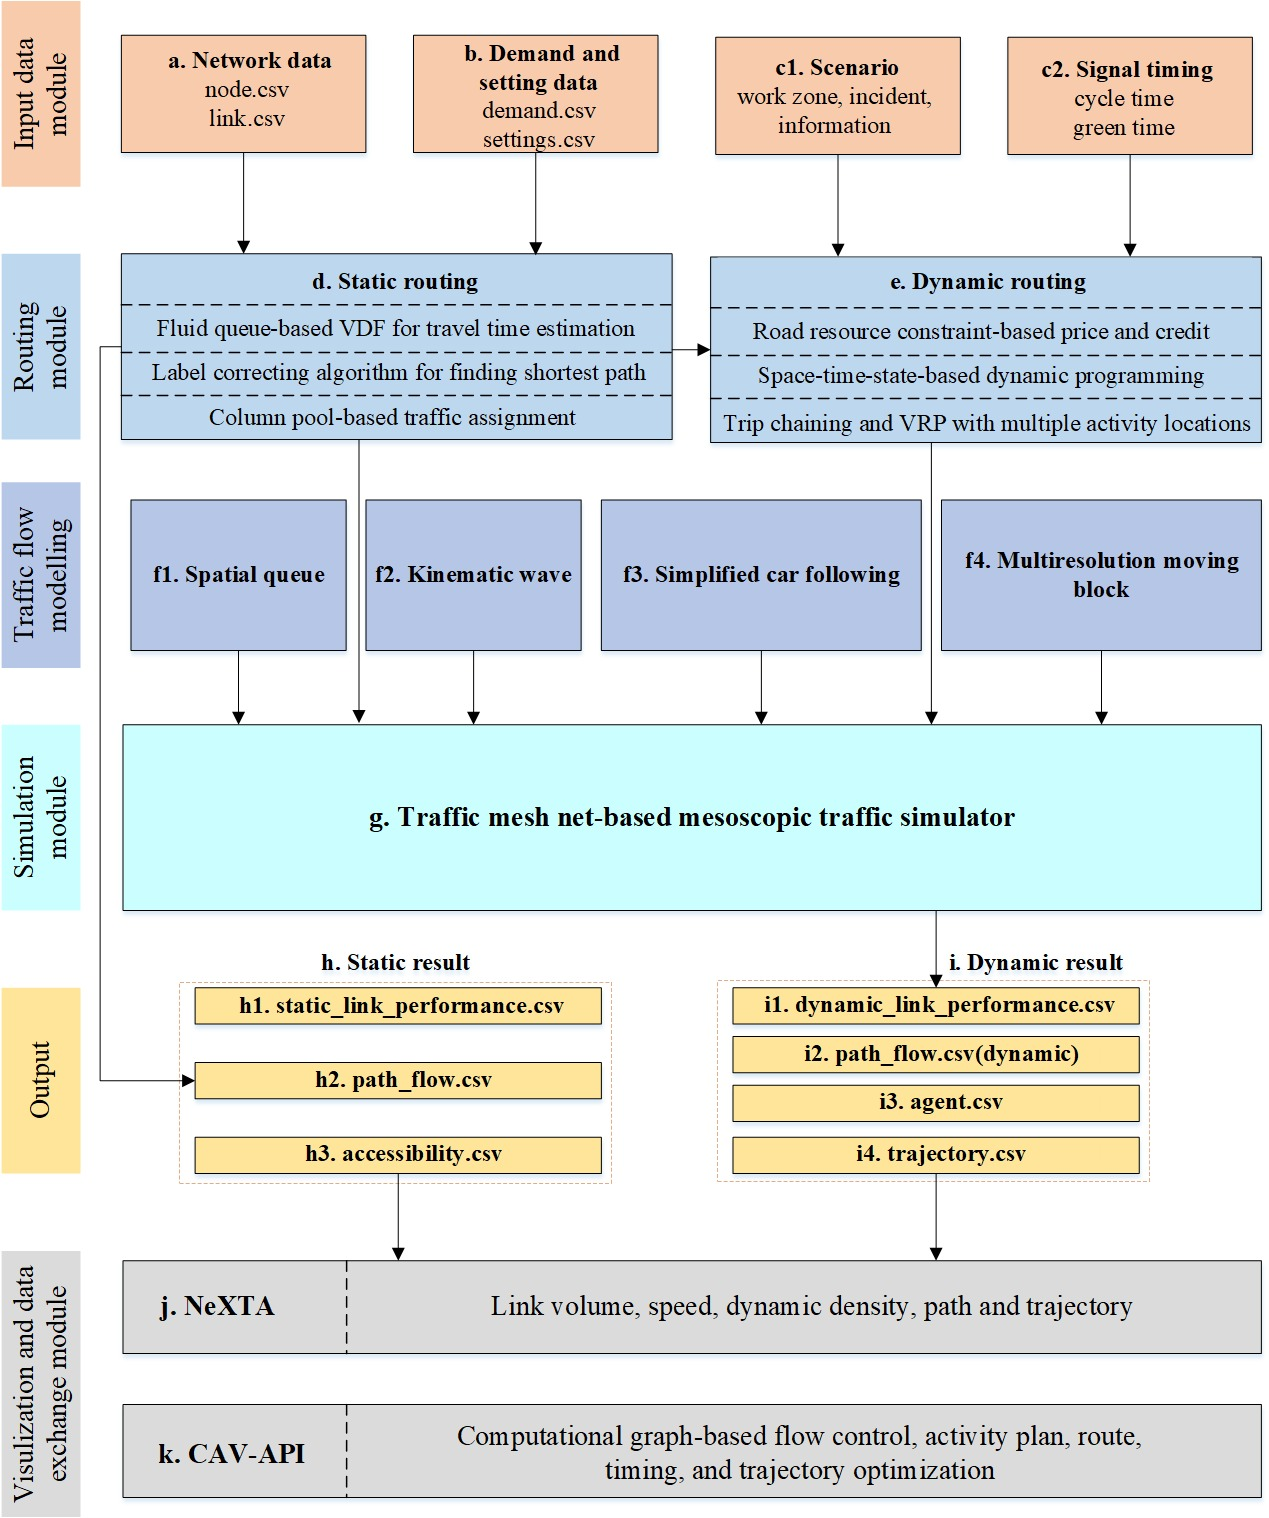 Input data
module
a. Network data
node.csv
link.csv
b. Demand and
setting data
demand.csv
settings.csv
c1. Scenario
work zone, incident,
information
c2. Signal timing
cycle time
green time
Routing
module
d. Static routing
Fluid queue-based VDF for travel time estimation
Label correcting algorithm for finding shortest path
Column pool-based traffic assignment
e. Dynamic routing
Road resource constraint-based price and credit
Space-time-state-based dynamic programming
Trip chaining and VRP with multiple activity locations
Traffic flow
modelling
f1. Spatial queue
f2. Kinematic wave
f3. Simplified car following
f4. Multiresolution moving
block
Simulation
module
g. Traffic mesh net-based mesoscopic traffic simulator
Output
h. Static result
h1. static_link_performance.csv
h2. path_flow.csv
h3. accessibility.csv
i. Dynamic result
i1. dynamic_link_performance.csv
i2. path_flow.csv(dynamic)
i3. agent.csv
i4. trajectory.csv
Visulization and data
exchange module
j. NeXTA
Link volume, speed, dynamic density, path and trajectory
k. CAV-API
Computational graph-based flow control, activity plan, route,
timing, and trajectory optimization